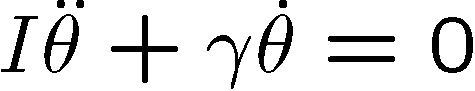 Iθ̈ + γθ̇ = 0